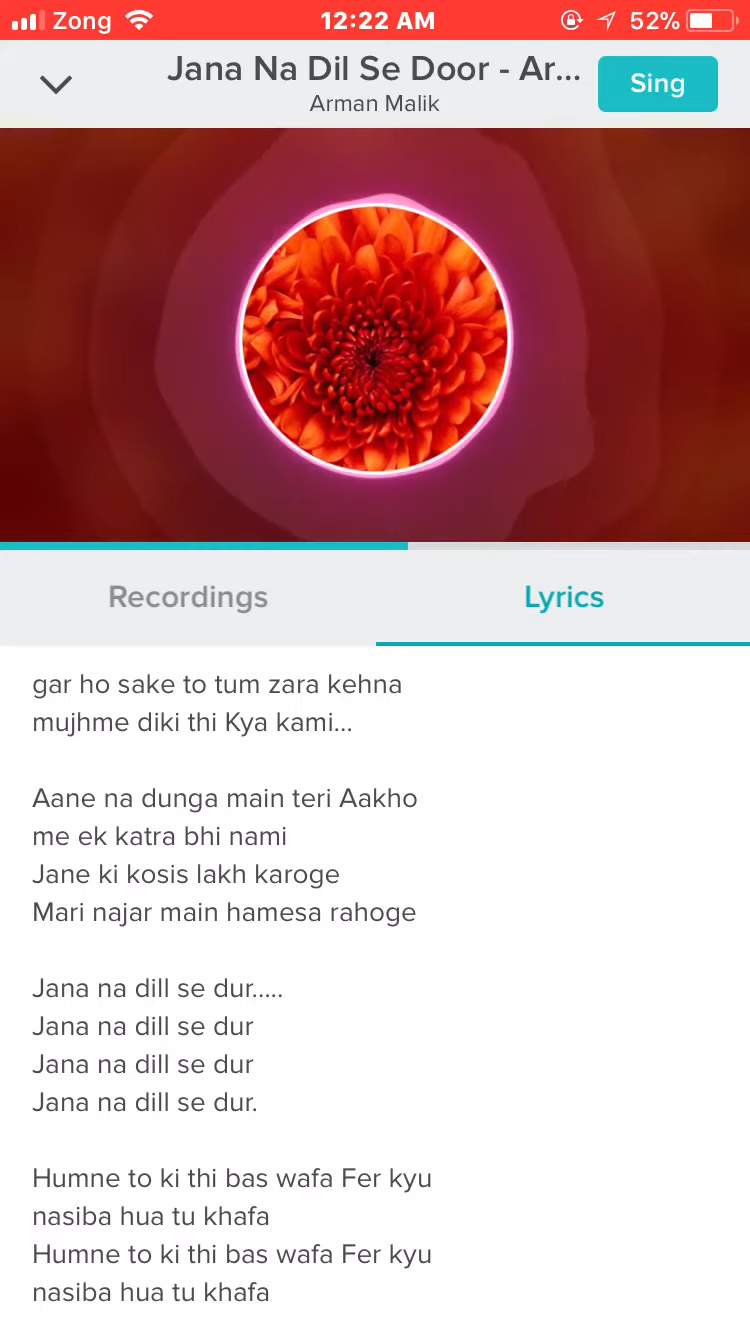 Zong 12:22 AM 52%
Jana Na Dil Se Door - Ar...
Arman Malik
Sing
Recordings Lyrics
gar ho sake to tum zara kehna
mujhme diki thi Kya kami...
Aane na dunga main teri Aakho
me ek katra bhi nami
Jane ki kosis lakh karoge
Mari najar main hamesa rahoge
Jana na dill se dur.....
Jana na dill se dur
Jana na dill se dur
Jana na dill se dur.
Humne to ki thi bas wafa Fer kyu
nasiba hua tu khafa
Humne to ki thi bas wafa Fer kyu
nasiba hua tu khafa